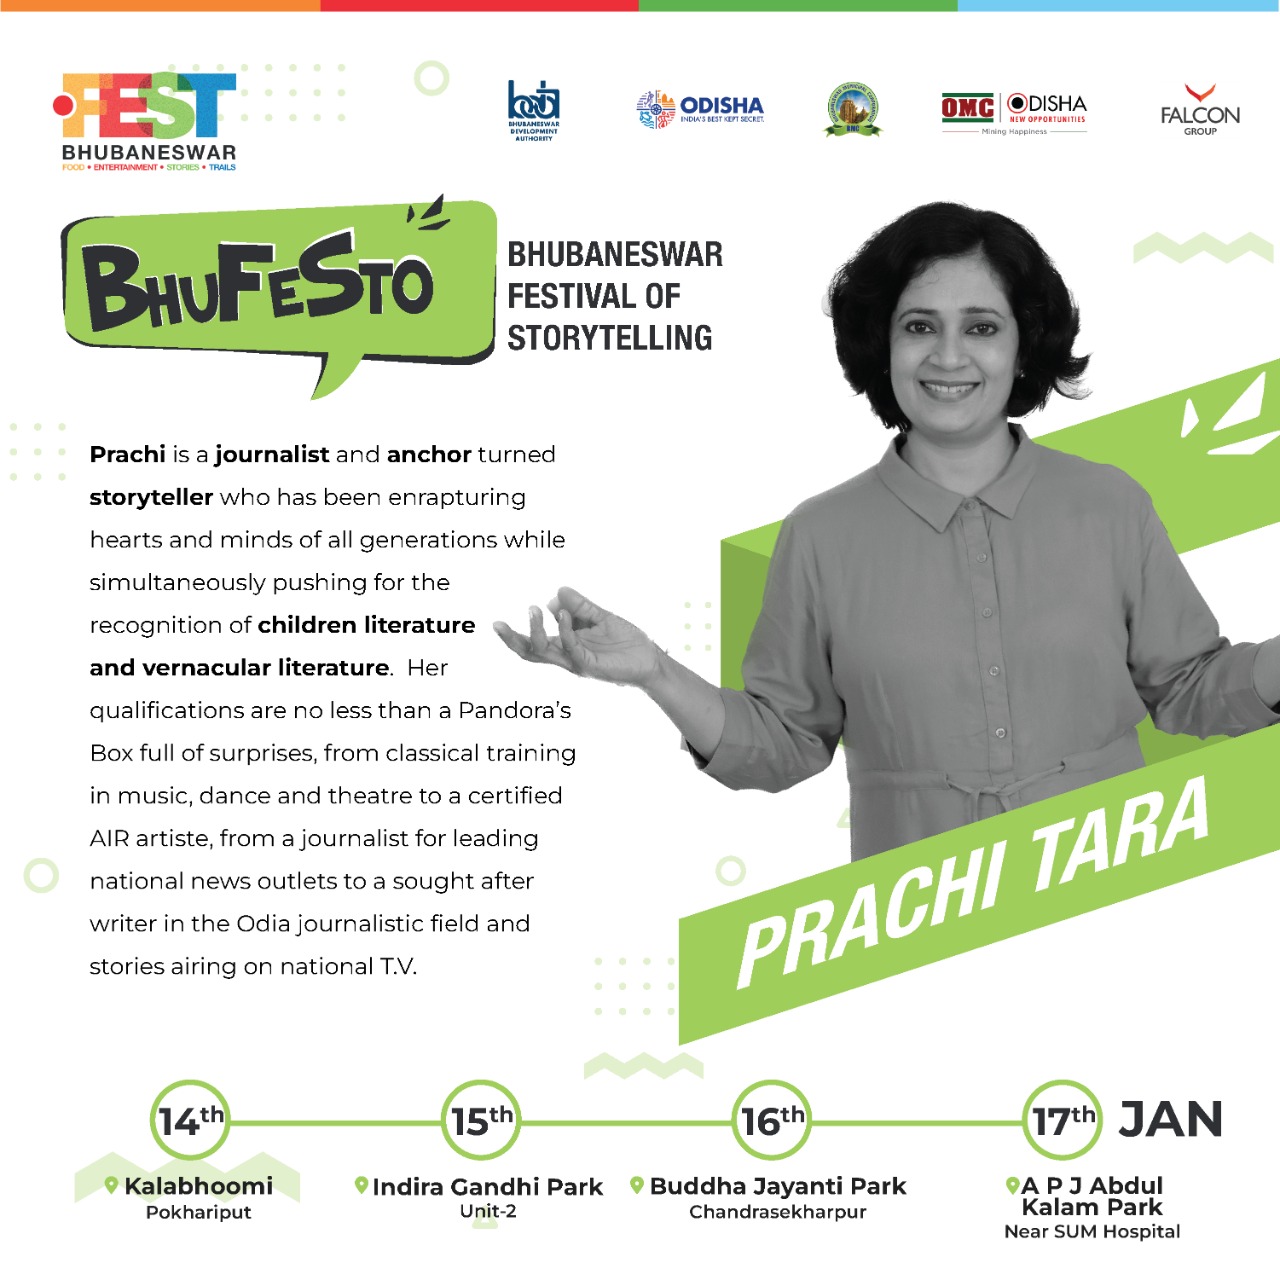 .FEST
BHUBANESWAR
FOOD • ENTERTAINMENT • STORIES • TRAILS
bda
BHUBANESWAR
DEVELOPMENT
AUTHORITY
ODISHA
INDIA'S BEST KEPT SECRET.
BMC
OMC
ODISHA
NEW OPPORTUNITIES
Mining Happiness
FALCON
GROUP
BHUFESTO
BHUBANESWAR
FESTIVAL OF
STORYTELLING
Prachi is a journalist and anchor turned
storyteller who has been enrapturing
hearts and minds of all generations while
simultaneously pushing for the
recognition of children literature
and vernacular literature.  Her
qualifications are no less than a Pandora’s
Box full of surprises, from classical training
in music, dance and theatre to a certified
AIR artiste, from a journalist for leading
national news outlets to a sought after
writer in the Odia journalistic field and
stories airing on national T.V.
PRACHI TARA
14th
15th
16th
17th JAN
Kalabhoomi
Pokhariput
Indira Gandhi Park
Unit-2
Buddha Jayanti Park
Chandrasekharpur
A P J Abdul
Kalam Park
Near SUM Hospital